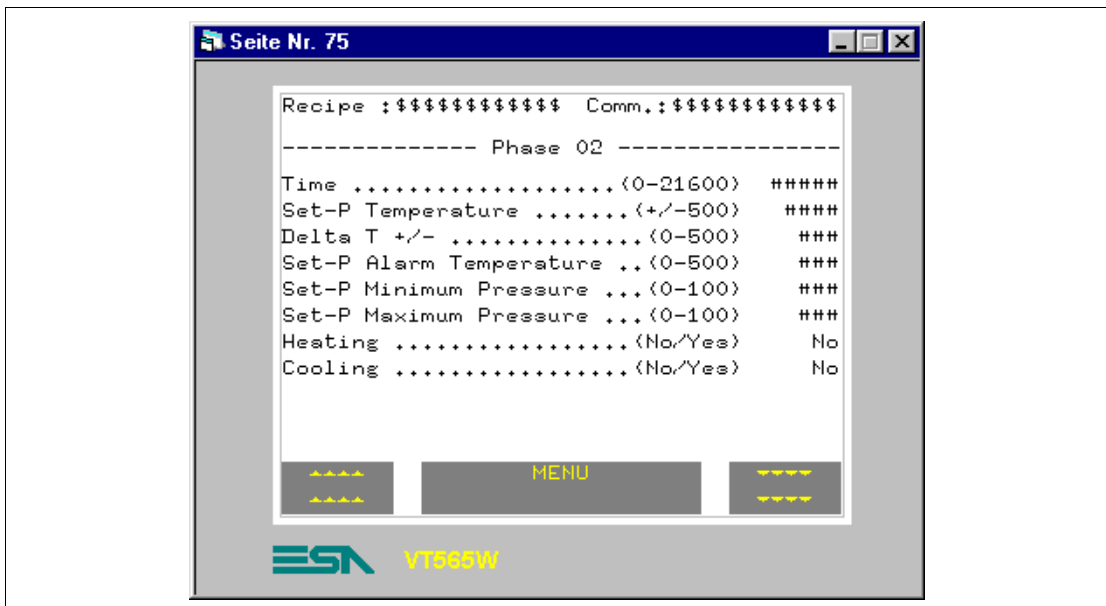 Seite Nr. 75
Recipe :$$$$$$$$$$$$ Comm.:$$$$$$$$$$$$
-------------- Phase 02 ----------------
Time ...................(0-21600) #####
Set-P Temperature .......(+/-500) ####
Delta T +/- ..............(0-500) ###
Set-P Alarm Temperature ..(0-500) ###
Set-P Minimum Pressure ...(0-100) ###
Set-P Maximum Pressure ...(0-100) ###
Heating .................(No/Yes) No
Cooling .................(No/Yes) No
MENU
ESA VT565W